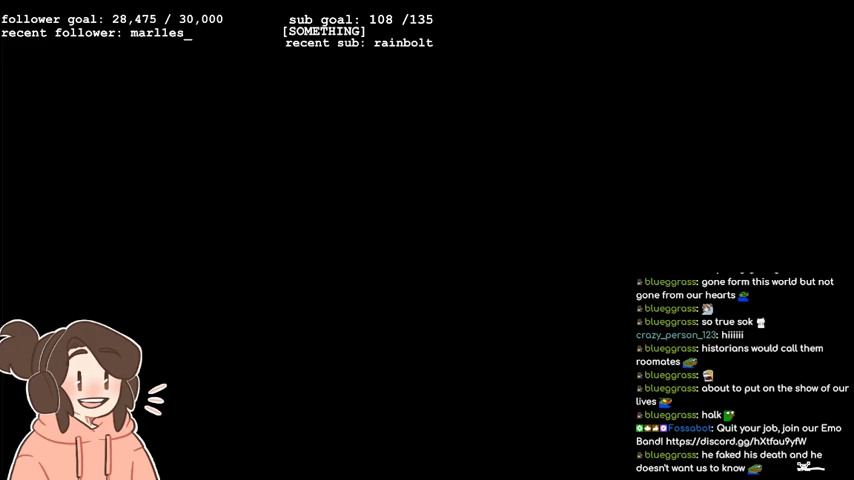 follower goal: 28,475 / 30,000
recent follower: marl1es_
sub goal: 108 /135
[SOMETHING]
recent sub: rainbolt
blueggrass: gone form this world but not
gone from our hearts
blueggrass:
blueggrass: so true sok
crazy_person_123: hiiiiii
blueggrass: historians would call them
roomates
blueggrass:
blueggrass: about to put on the show of our
lives
blueggrass: halk
Fossabot: Quit your job, join our Emo
Band! https://discord.gg/hXtfau9yfW
blueggrass: he faked his death and he
doesn't want us to know